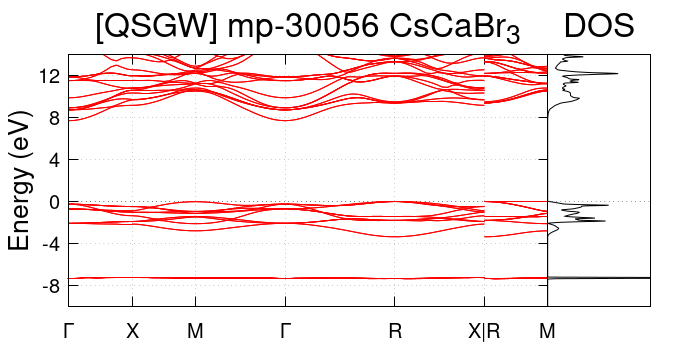 [QSGW] mp-30056 CsCaBr3 DOS
Energy (eV)
12
8
4
0
-4
-8
Γ X M Γ R X|R M